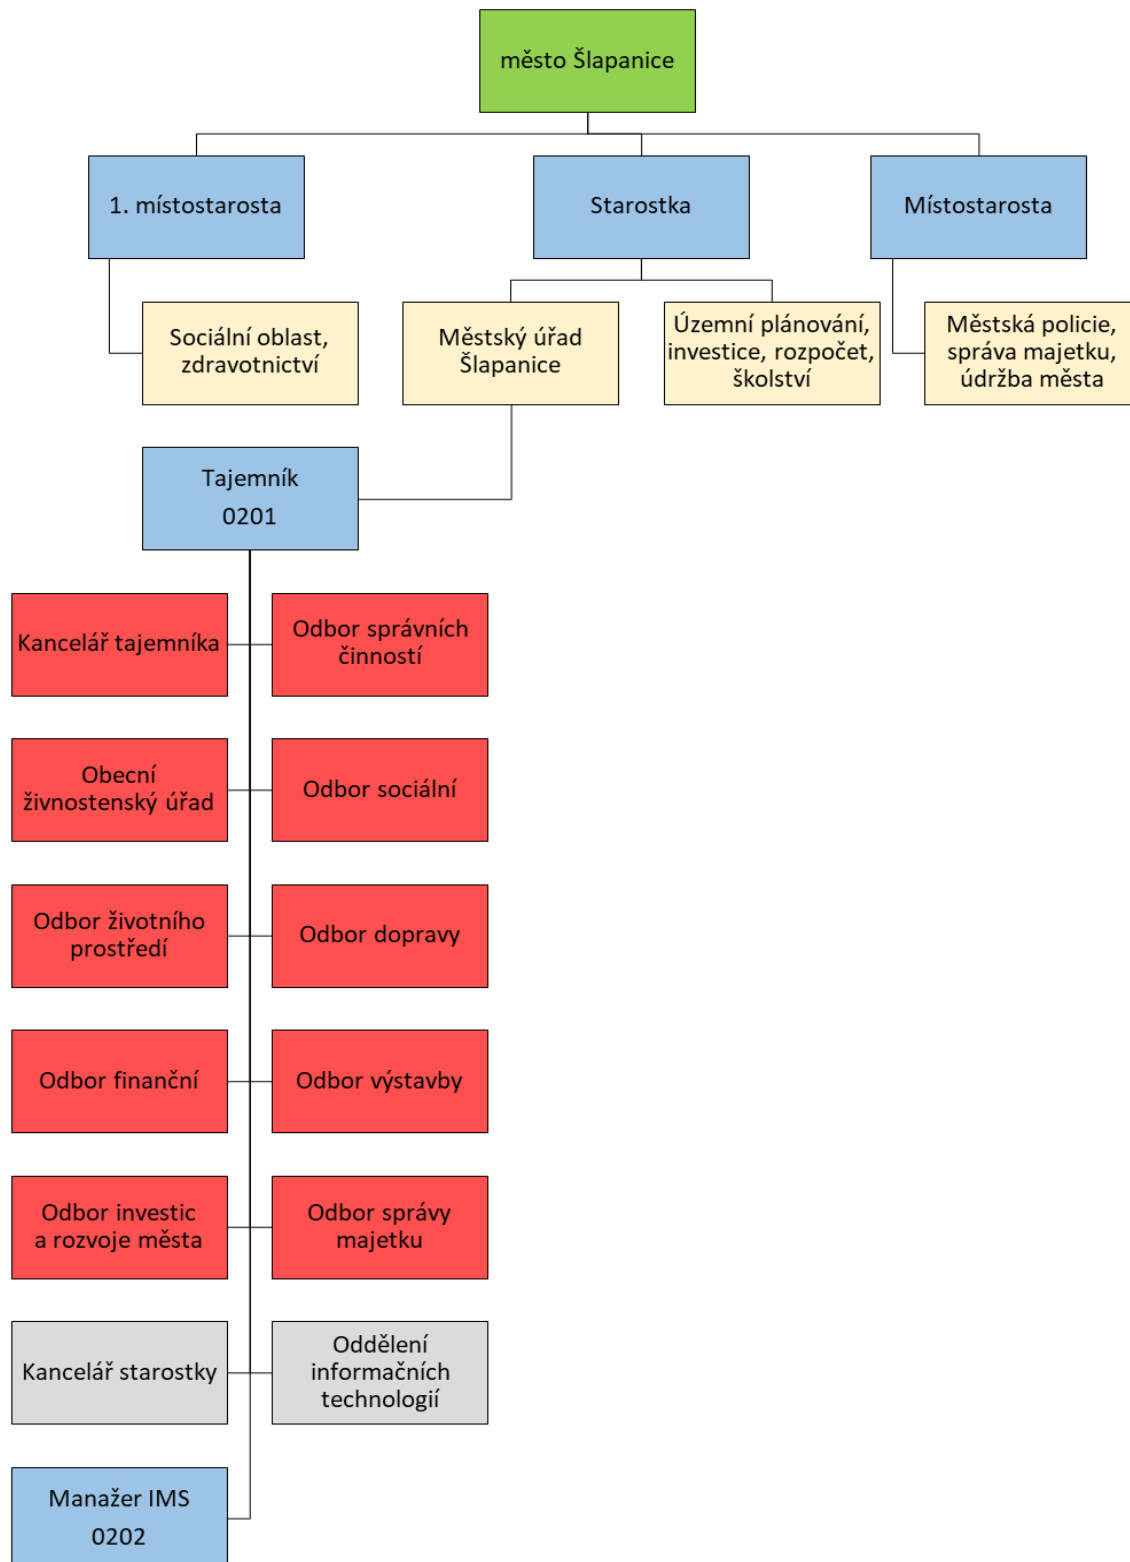 město Šlapanice
1. místostarosta
Starostka
Místostarosta
Sociální oblast,
zdravotnictví
Městský úřad
Šlapanice
Územní plánování,
investice, rozpočet,
školství
Městská policie,
správa majetku,
údržba města
Tajemník
0201
Kancelář tajemníka
Odbor správních
činností
Obecní
živnostenský úřad
Odbor sociální
Odbor životního
prostředí
Odbor dopravy
Odbor finanční
Odbor výstavby
Odbor investic
a rozvoje města
Odbor správy
majetku
Kancelář starostky
Oddělení
informačních
technologií
Manažer IMS
0202